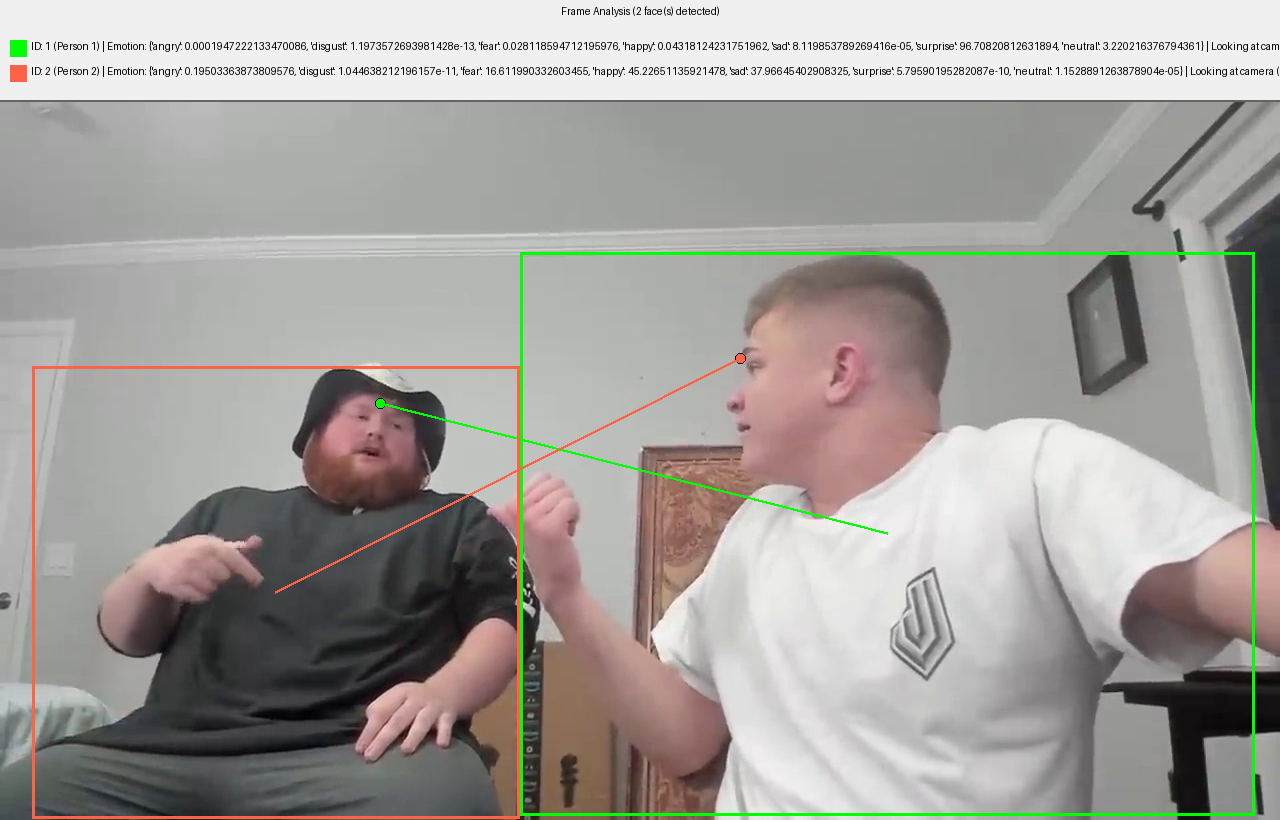 Frame Analysis (2 face(s) detected)
ID: 1 (Person 1) | Emotion: {'angry': 0.0001947222133470086, 'disgust': 1.1973572693981428e-13, 'fear': 0.028118594712195976, 'happy': 0.04318124231751962, 'sad': 8.119853789269416e-05, 'surprise': 96.70820812631894, 'neutral': 3.220216376794361} | Looking at cam
ID: 2 (Person 2) | Emotion: {'angry': 0.19503363873809576, 'disgust': 1.044638212196157e-11, 'fear': 16.611990332603455, 'happy': 45.22651135921478, 'sad': 37.96645402908325, 'surprise': 5.79590195282087e-10, 'neutral': 1.1528891263878904e-05} | Looking at camera (